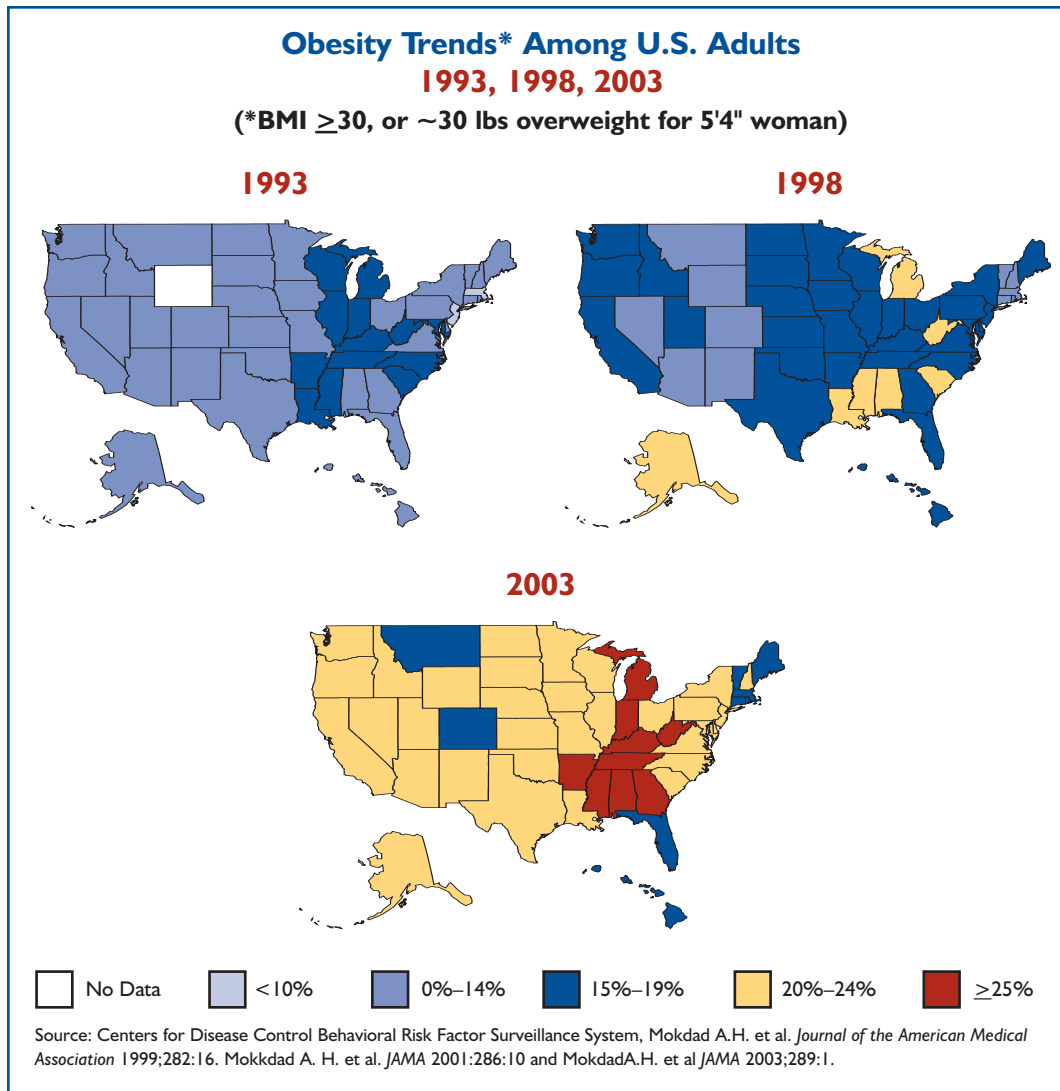 Obesity Trends* Among U.S. Adults
1993, 1998, 2003
(*BMI ≥30, or ~30 lbs overweight for 5'4" woman)
1993
1998
2003
No Data
<10%
0%–14%
15%–19%
20%–24%
≥25%
Source: Centers for Disease Control Behavioral Risk Factor Surveillance System, Mokdad A.H. et al. Journal of the American Medical
Association 1999;282:16. Mokkdad A. H. et al. JAMA 2001:286:10 and MokdadA.H. et al JAMA 2003;289:1.